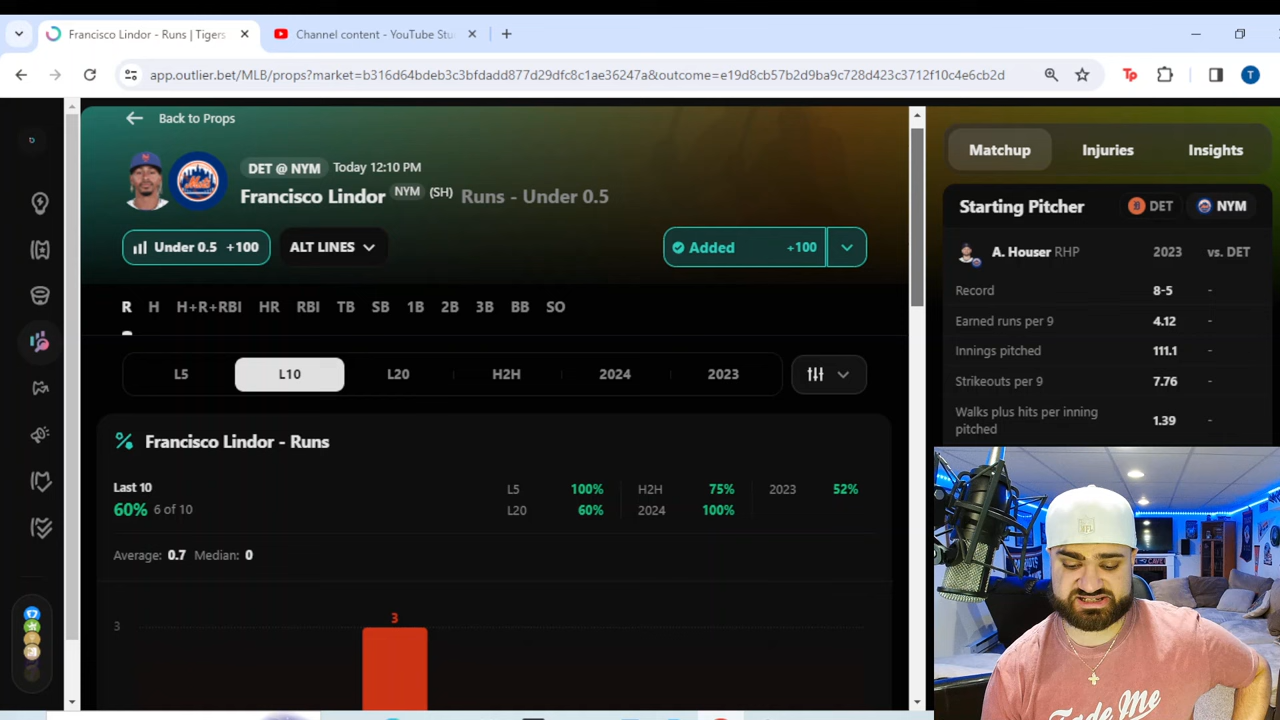 Francisco Lindor - Runs | Tigers
Channel content - YouTube Stu
app.outlier.bet/MLB/props?market=
Back to Props
DET @ NYM Today 12:10 PM
Francisco Lindor NYM (SH) Runs - Under 0.5
Under 0.5 +100
ALT LINES
Added +100
R H H+R+RBI HR RBI TB SB 1B 2B 3B BB SO
L5 L10 L20 H2H 2024 2023
Francisco Lindor - Runs
Last 10
60% 6 of 10
L5 100% H2H 75% 2023 52%
L20 60% 2024 100%
Average: 0.7 Median: 0
3
3
Matchup Injuries Insights
Starting Pitcher DET NYM
A. Houser RHP 2023 vs. DET
Record 8-5 -
Earned runs per 9 4.12 -
Innings pitched 111.1 -
Strikeouts per 9 7.76 -
Walks plus hits per inning
pitched 1.39 -
Tp
T